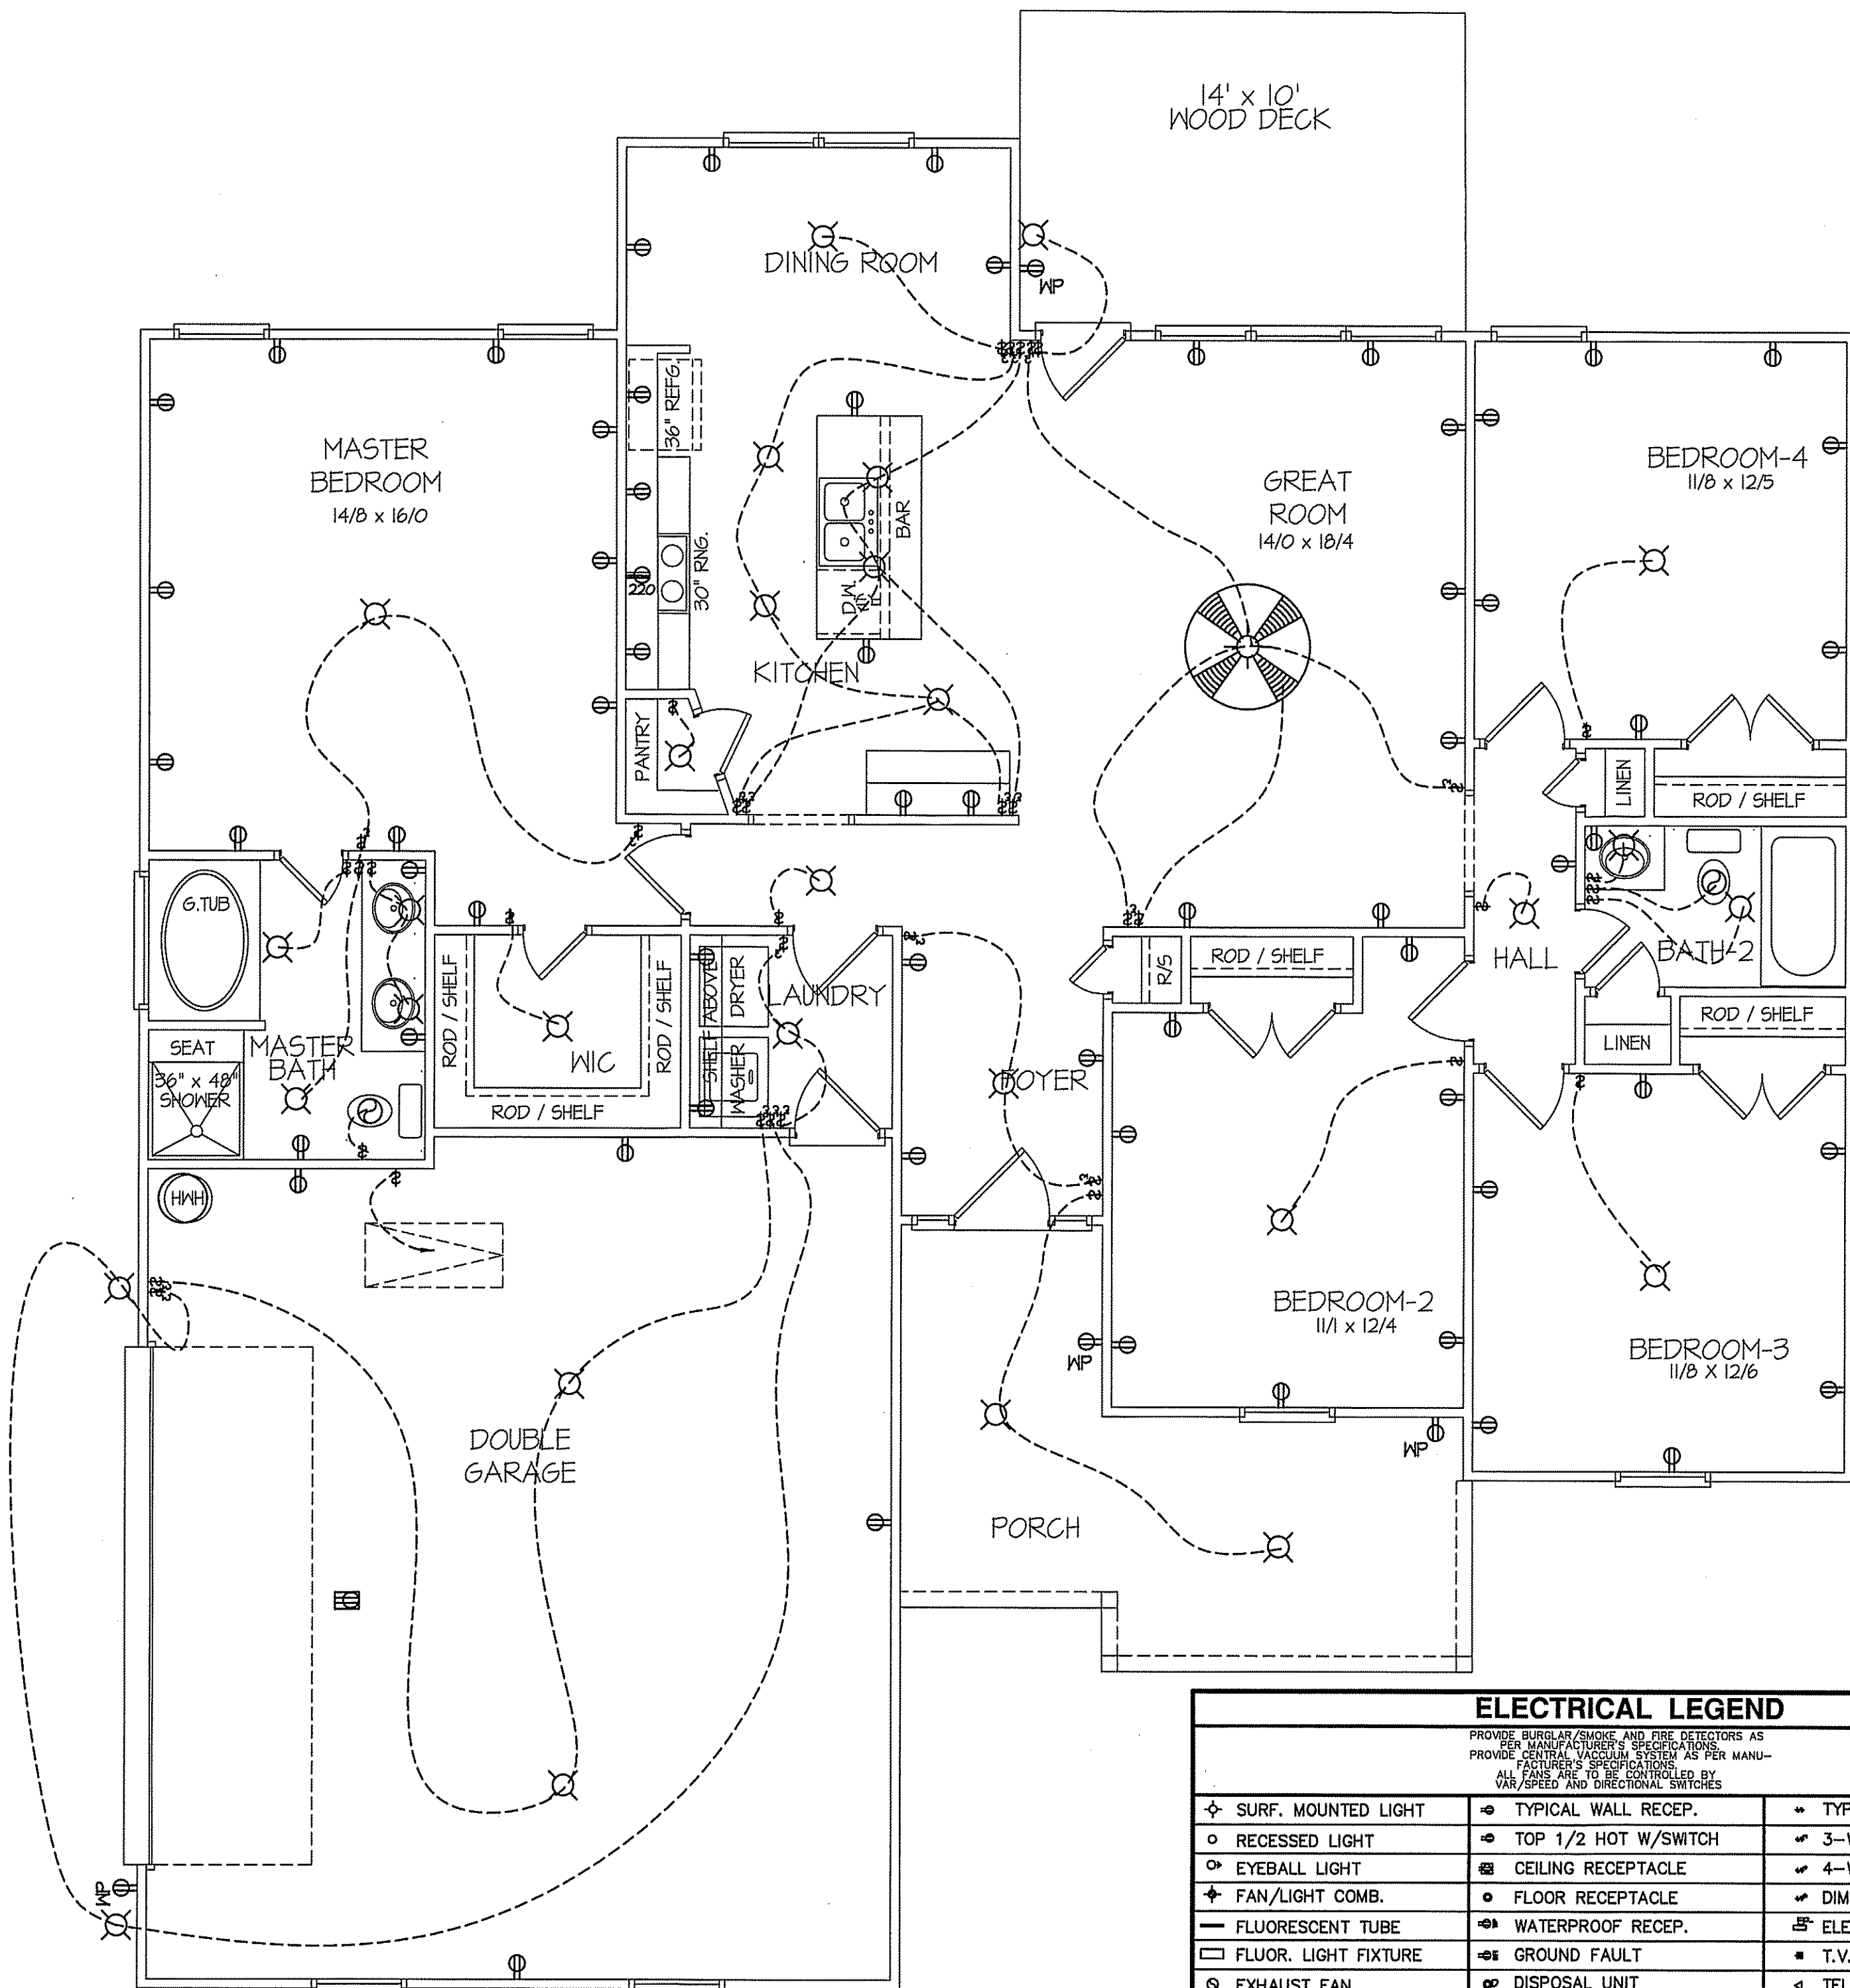 14' x 10'
WOOD DECK
DINING ROOM
WP
MASTER
BEDROOM
14/8 x 16/0
36" REFG.
30" RNG.
220
BAR
D.W.
KITCHEN
PANTRY
GREAT
ROOM
14/0 x 18/4
BEDROOM-4
11/8 x 12/5
LINEN
ROD / SHELF
G.TUB
SEAT
36" x 48"
SHOWER
MASTER
BATH
ROD / SHELF
WIC
ROD / SHELF
ROD / SHELF
SHELF ABOVE
DRYER
WASHER
LAUNDRY
FOYER
R/S
ROD / SHELF
HALL
BATH-2
LINEN
ROD / SHELF
HWH
BEDROOM-2
11/1 x 12/4
BEDROOM-3
11/8 X 12/6
WP
WP
DOUBLE
GARAGE
PORCH
WP
ELECTRICAL LEGEND
PROVIDE BURGLAR/SMOKE AND FIRE DETECTORS AS
PER MANUFACTURER'S SPECIFICATIONS.
PROVIDE CENTRAL VACCUUM SYSTEM AS PER MANU-
FACTURER'S SPECIFICATIONS.
ALL FANS ARE TO BE CONTROLLED BY
VAR/SPEED AND DIRECTIONAL SWITCHES
SURF. MOUNTED LIGHT
TYPICAL WALL RECEP.
TYP
RECESSED LIGHT
TOP 1/2 HOT W/SWITCH
3-W
EYEBALL LIGHT
CEILING RECEPTACLE
4-W
FAN/LIGHT COMB.
FLOOR RECEPTACLE
DIM
FLUORESCENT TUBE
WATERPROOF RECEP.
ELE
FLUOR. LIGHT FIXTURE
GROUND FAULT
T.V.
EXHAUST FAN
DISPOSAL UNIT
TEL